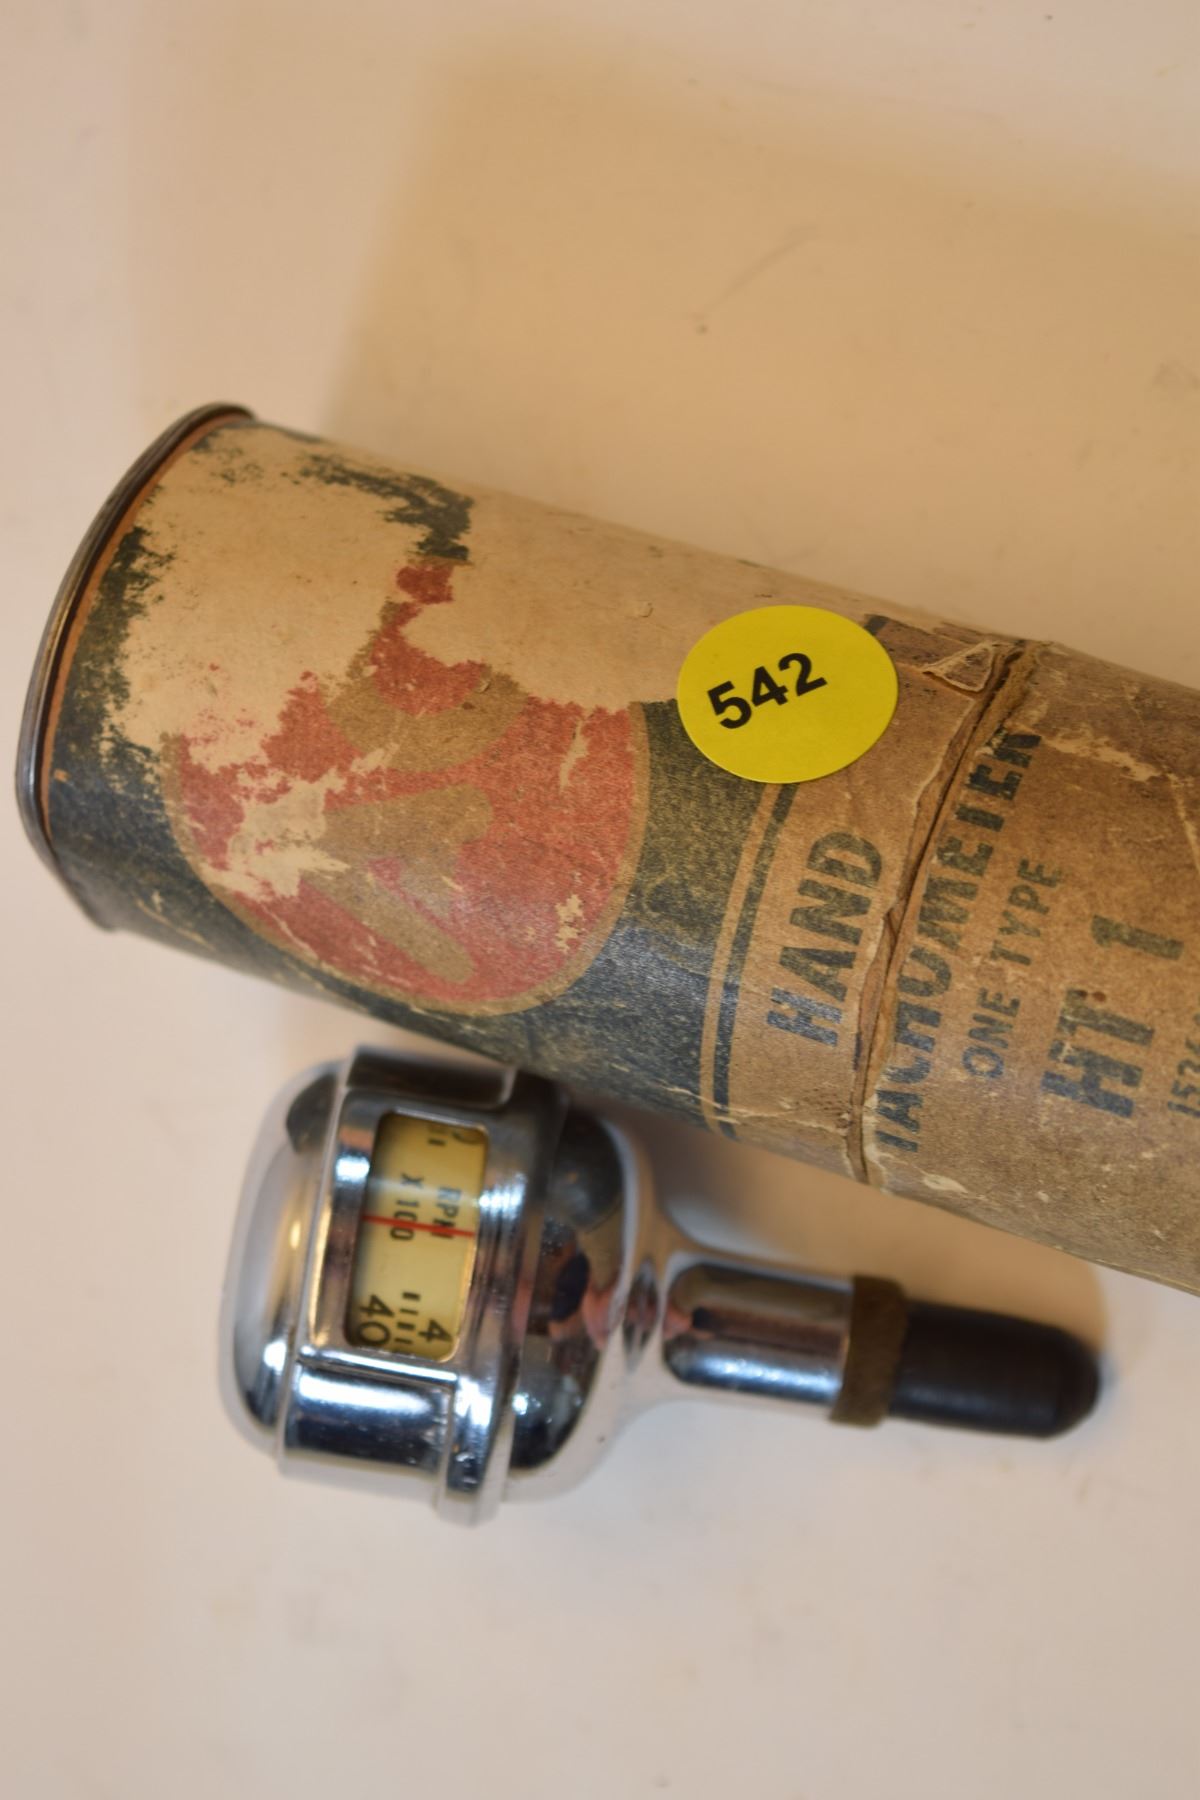 542
HAND
TACHOMETER
ONE TYPE
HT 1
RPM
X100
4
40